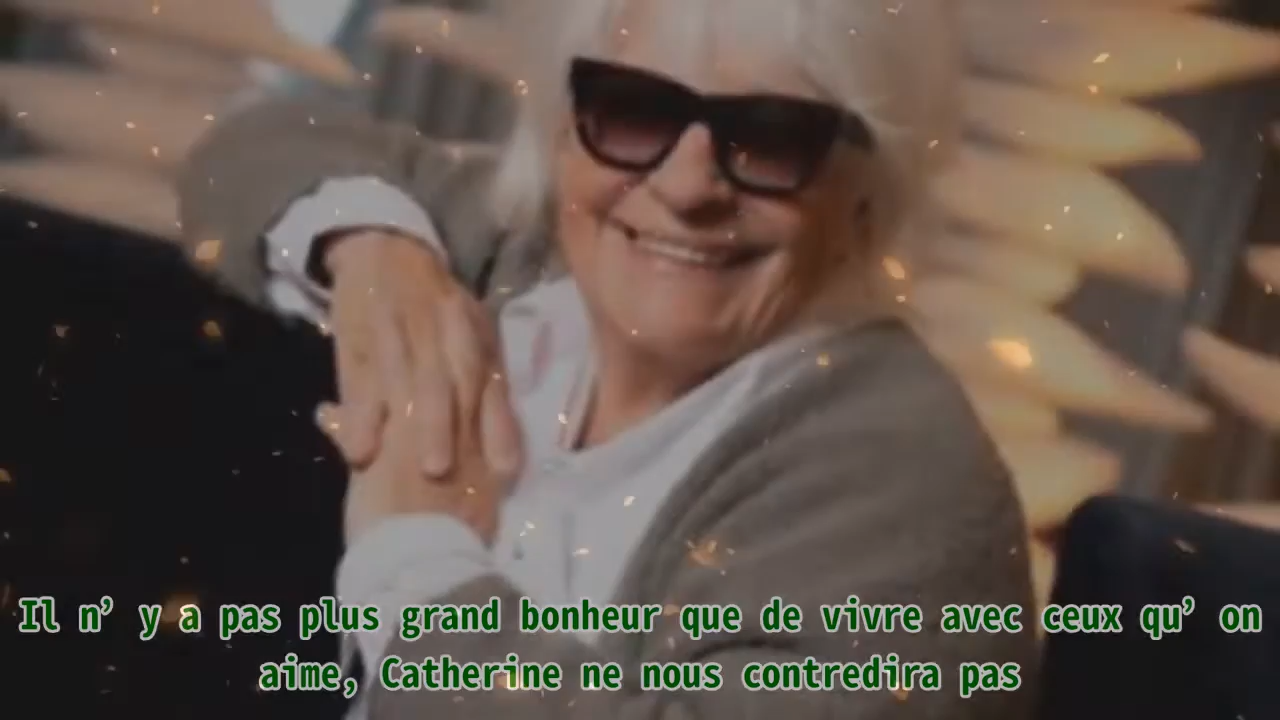 Il n’ y a pas plus grand bonheur que de vivre avec ceux qu’ on
aime, Catherine ne nous contredira pas